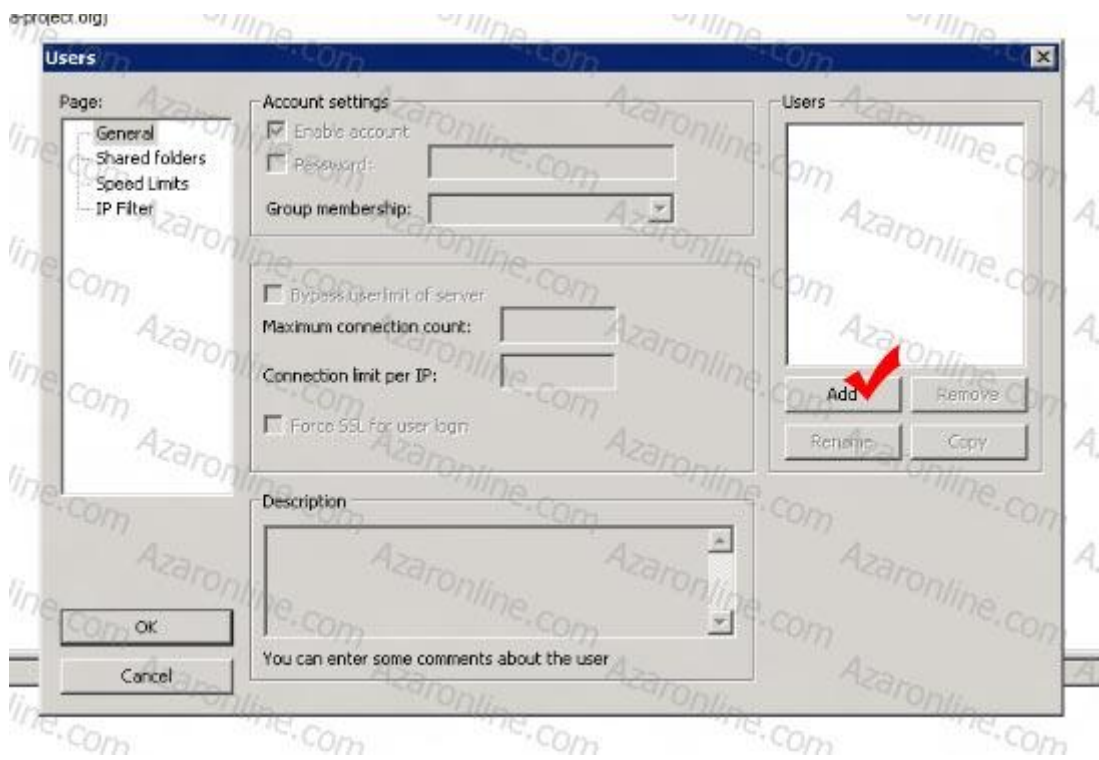 a-project.org)
Users
Page:
General
Shared folders
Speed Limits
IP Filter
OK
Cancel
Account settings
Enable account
Password:
Group membership:
Bypass userlimit of server
Maximum connection count:
Connection limit per IP:
Force SSL for user login
Description
You can enter some comments about the user
Users
Add
Remove
Rename
Copy
Azaronline.com